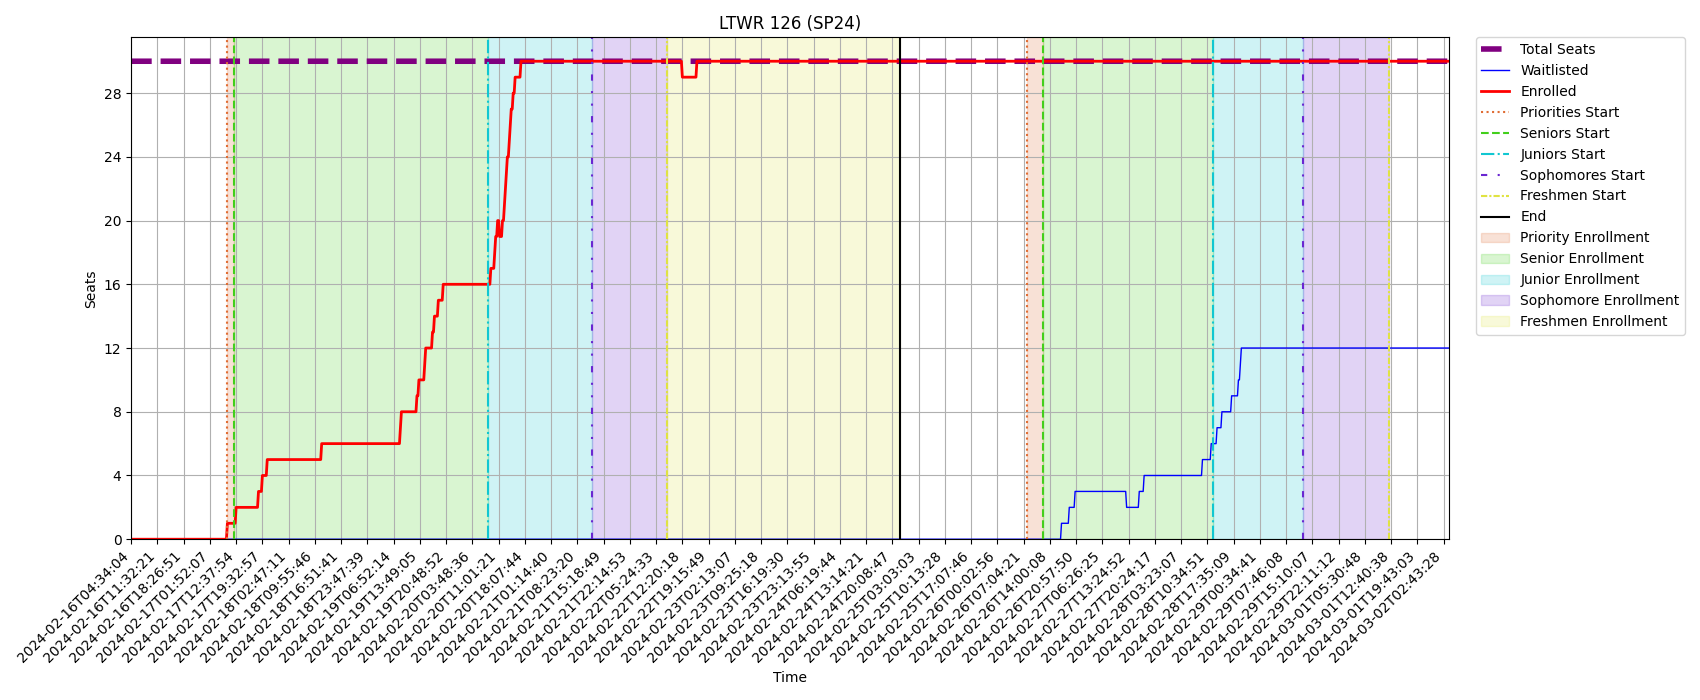 LTWR 126 (SP24)
Seats
28
24
20
16
12
8
4
0
2024-02-16T04:34:04
2024-02-16T11:32:21
2024-02-16T18:26:51
2024-02-17T01:52:07
2024-02-17T12:37:54
2024-02-17T19:32:57
2024-02-18T02:47:11
2024-02-18T09:55:46
2024-02-18T16:51:41
2024-02-18T23:47:39
2024-02-19T06:52:14
2024-02-19T13:49:05
2024-02-19T20:48:52
2024-02-20T03:48:36
2024-02-20T11:01:21
2024-02-20T18:07:44
2024-02-21T01:14:40
2024-02-21T08:23:20
2024-02-21T15:18:49
2024-02-21T22:14:53
2024-02-22T05:24:33
2024-02-22T12:20:18
2024-02-22T19:15:49
2024-02-23T02:13:07
2024-02-23T09:25:18
2024-02-23T16:19:30
2024-02-23T23:13:55
2024-02-24T06:19:44
2024-02-24T13:14:21
2024-02-24T20:08:47
2024-02-25T03:03:03
2024-02-25T10:13:28
2024-02-25T17:07:46
2024-02-26T00:02:56
2024-02-26T07:04:21
2024-02-26T14:00:08
2024-02-26T20:57:50
2024-02-27T06:26:25
2024-02-27T13:24:52
2024-02-27T20:24:17
2024-02-28T03:23:07
2024-02-28T10:34:51
2024-02-28T17:35:09
2024-02-29T00:34:41
2024-02-29T07:46:08
2024-02-29T15:10:07
2024-02-29T22:11:12
2024-03-01T05:30:48
2024-03-01T12:40:38
2024-03-01T19:43:03
2024-03-02T02:43:28
Time
Total Seats
Waitlisted
Enrolled
Priorities Start
Seniors Start
Juniors Start
Sophomores Start
Freshmen Start
End
Priority Enrollment
Senior Enrollment
Junior Enrollment
Sophomore Enrollment
Freshmen Enrollment